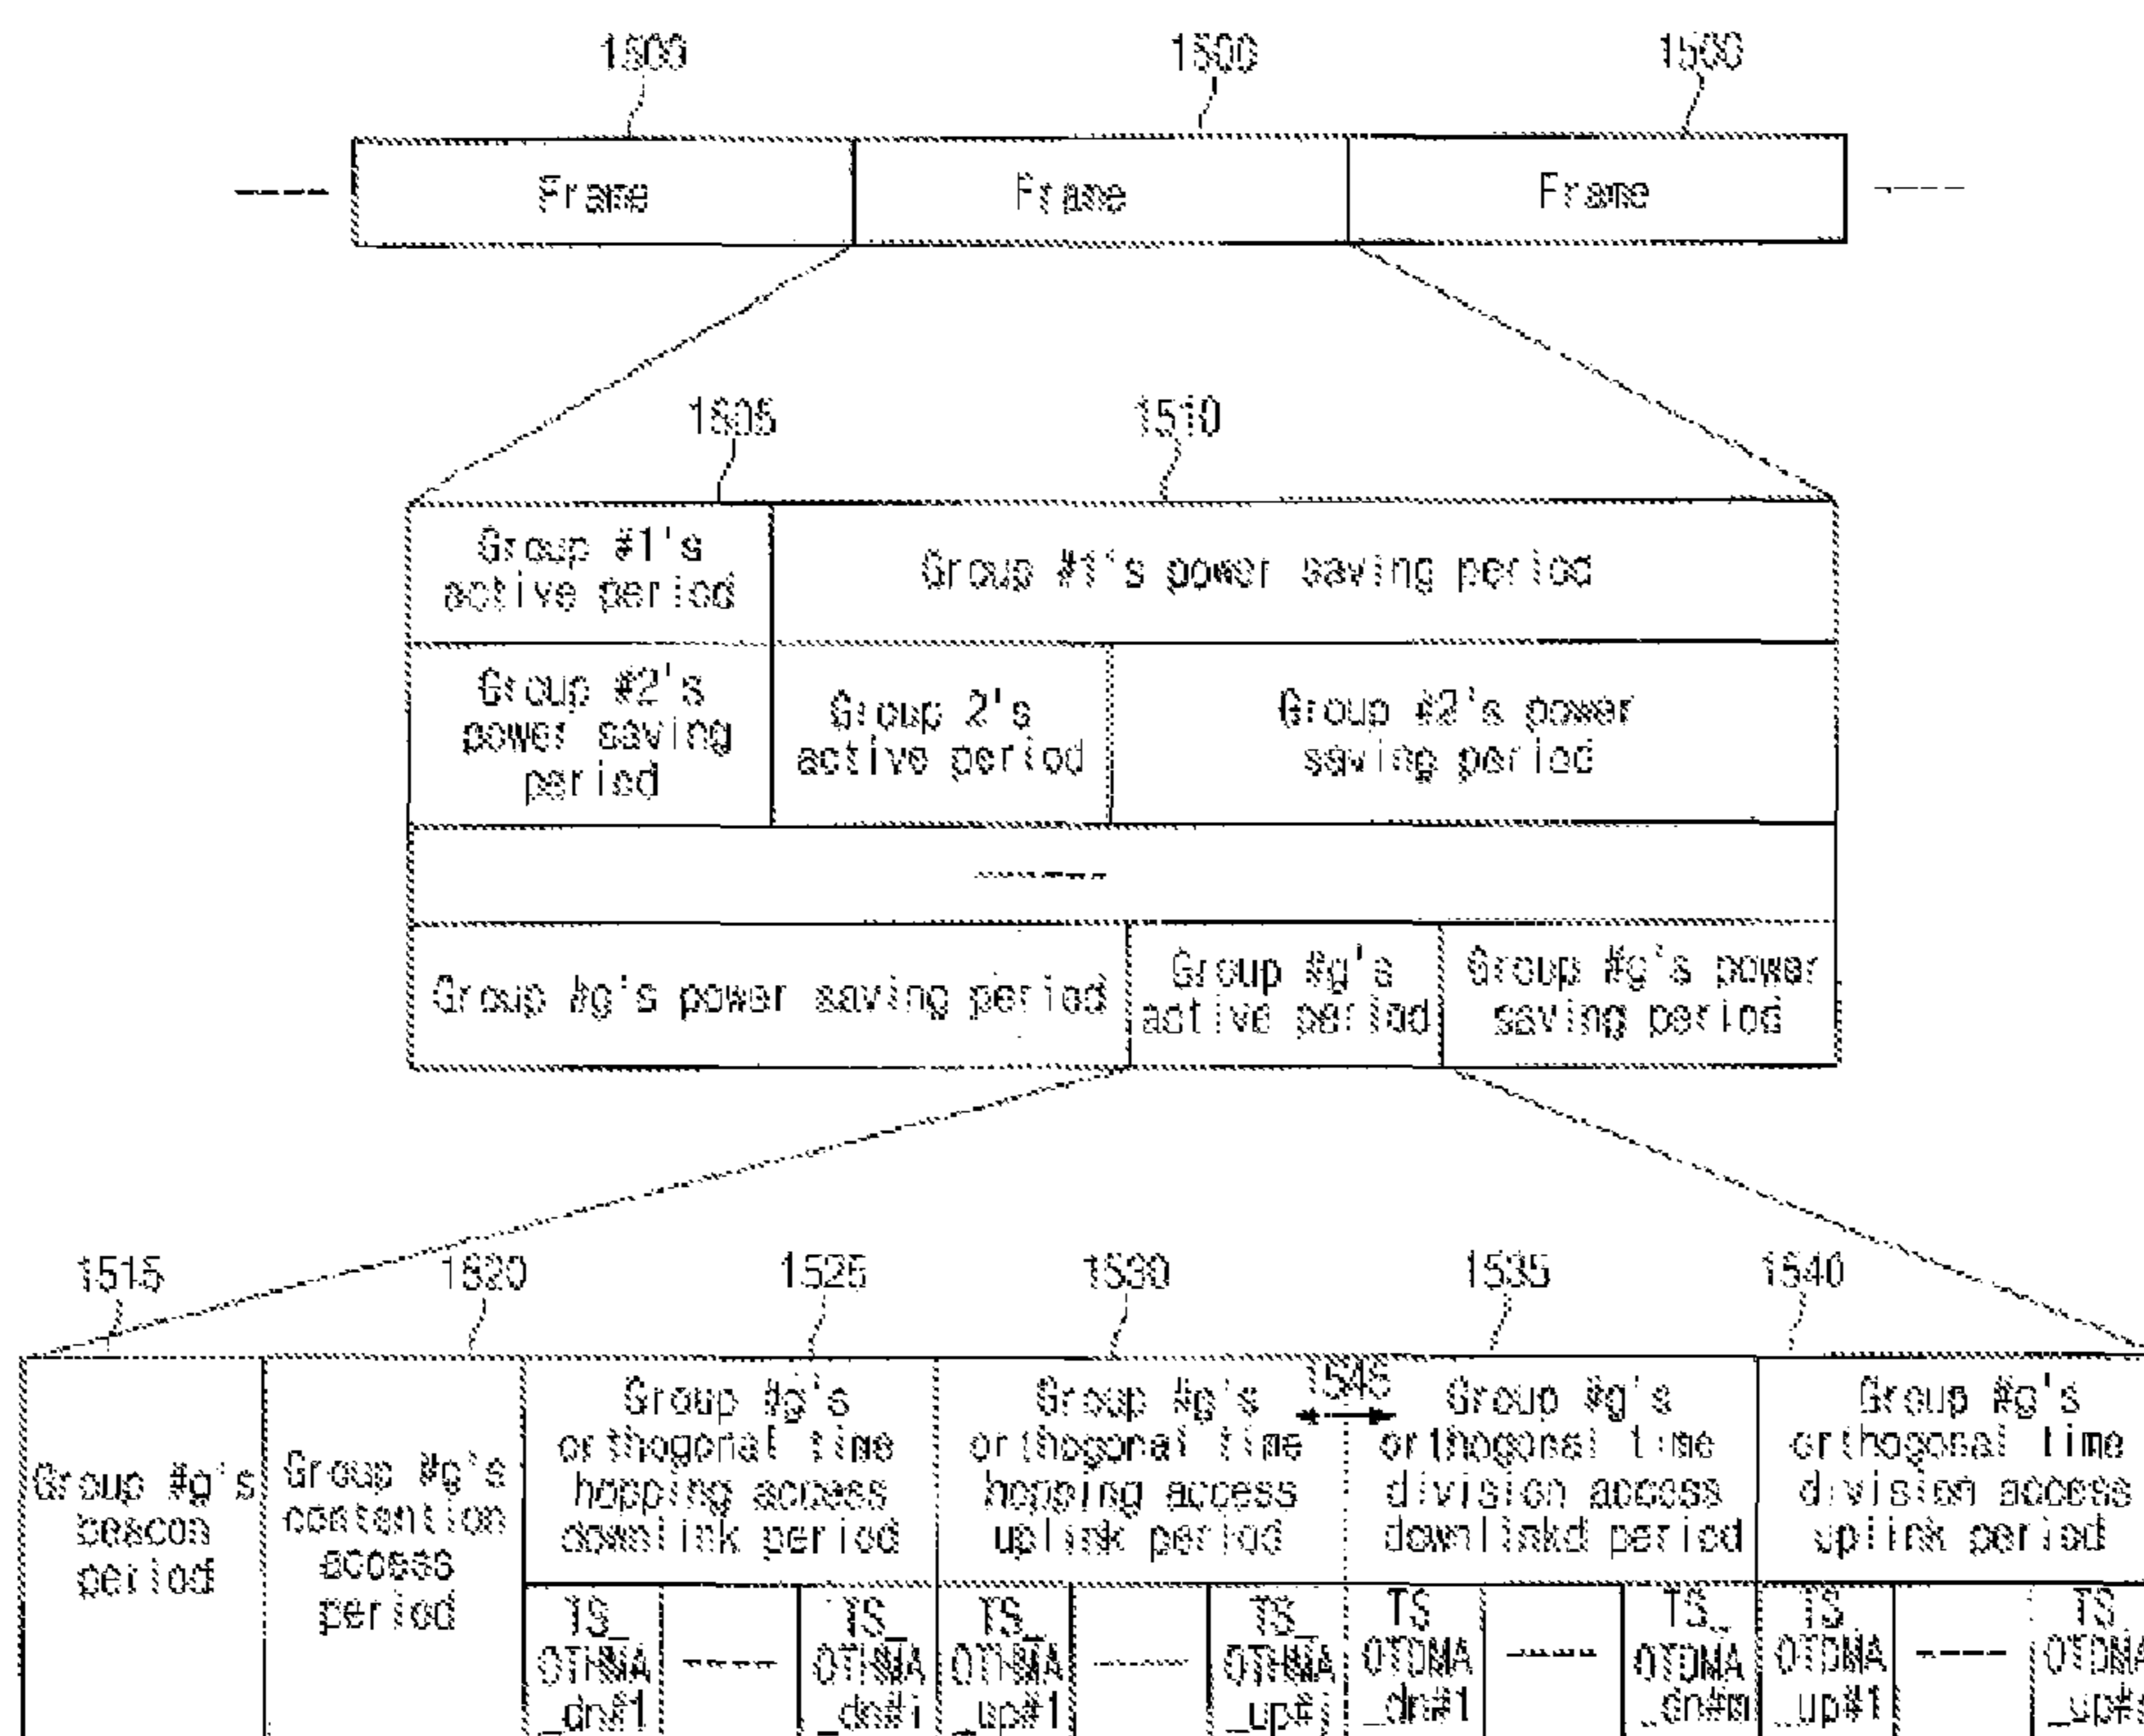 1500 1500 1500
Frame Frame Frame
1505 1510
Group #1's
active period
Group #1's power saving period
Group #2's
power saving
period
Group 2's
active period
Group #2's power
saving period
Group #g's power saving period
Group #g's
active period
Group #g's power
saving period
1515 1520 1525 1530 1535 1540
1545
Group #g's
beacon
period
Group #g's
contention
access
period
Group #g's
orthogonal time
hopping access
downlink period
Group #g's
orthogonal time
hopping access
uplink period
Group #g's
orthogonal time
division access
downlinkd period
Group #g's
orthogonal time
division access
uplink period
TS_
OTHMA
_dn#1
TS_
OTHMA
_dn#i
TS_
OTHMA
_up#1
TS_
OTHMA
TS_
OTDMA
_dn#1
TS_
OTDMA
_dn#m
TS_
OTDMA
_up#1
TS_
OTDMA